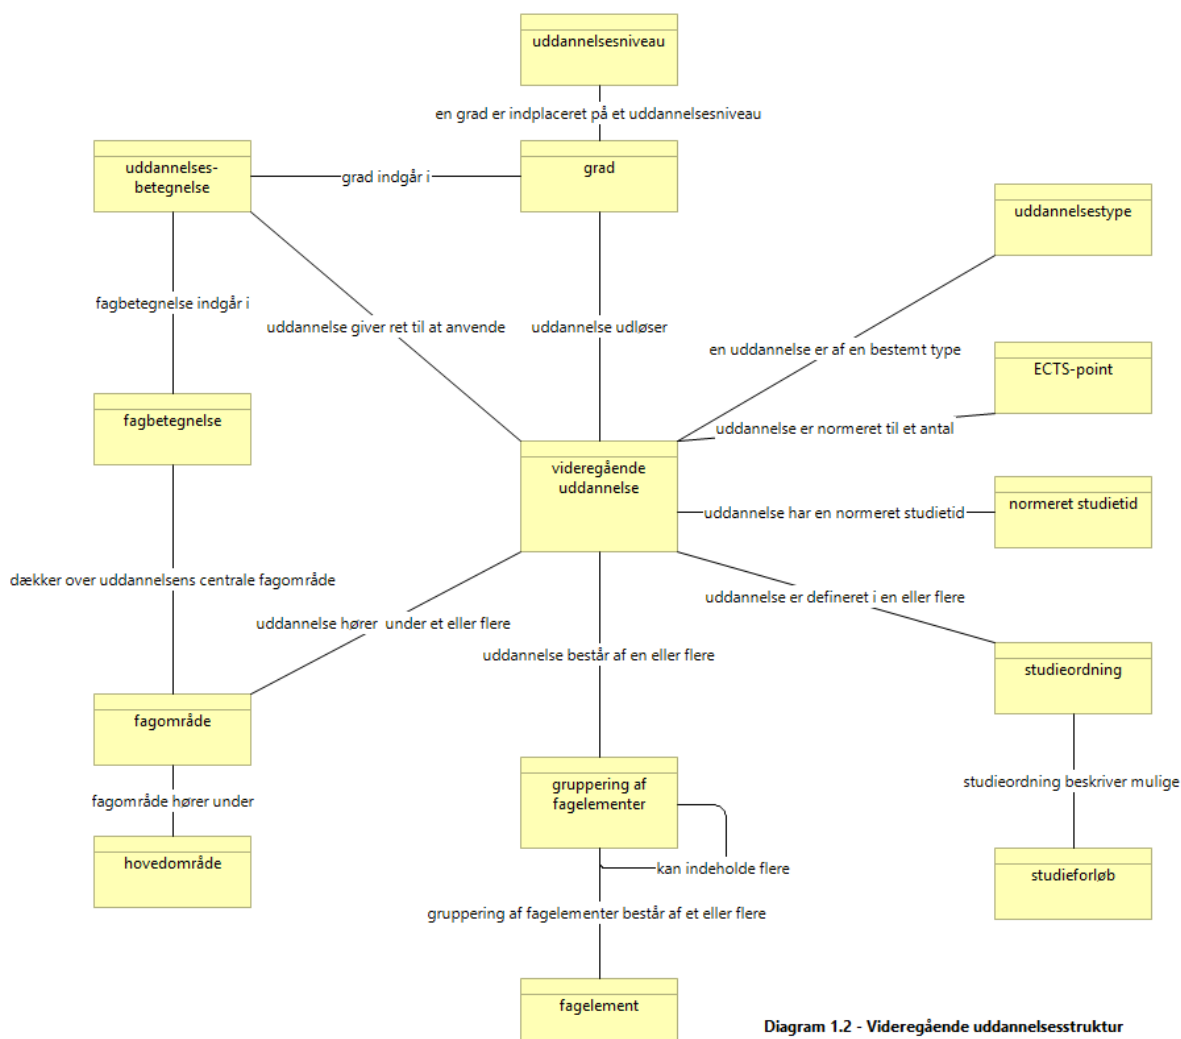 uddannelsesniveau
en grad er indplaceret på et uddannelsesniveau
uddannelses-
betegnelse
grad indgår i
grad
uddannelsestype
fagbetegnelse indgår i
uddannelse giver ret til at anvende
uddannelse udløser
en uddannelse er af en bestemt type
ECTS-point
fagbetegnelse
uddannelse er normeret til et antal
videregående
uddannelse
uddannelse har en normeret studietid
normeret studietid
dækker over uddannelsens centrale fagområde
uddannelse er defineret i en eller flere
uddannelse hører under et eller flere
uddannelse består af en eller flere
studieordning
fagområde
studieordning beskriver mulige
gruppering af
fagelementer
fagområde hører under
hovedområde
kan indeholde flere
studieforløb
gruppering af fagelementer består af et eller flere
fagelement
Diagram 1.2 - Videregående uddannelsesstruktur